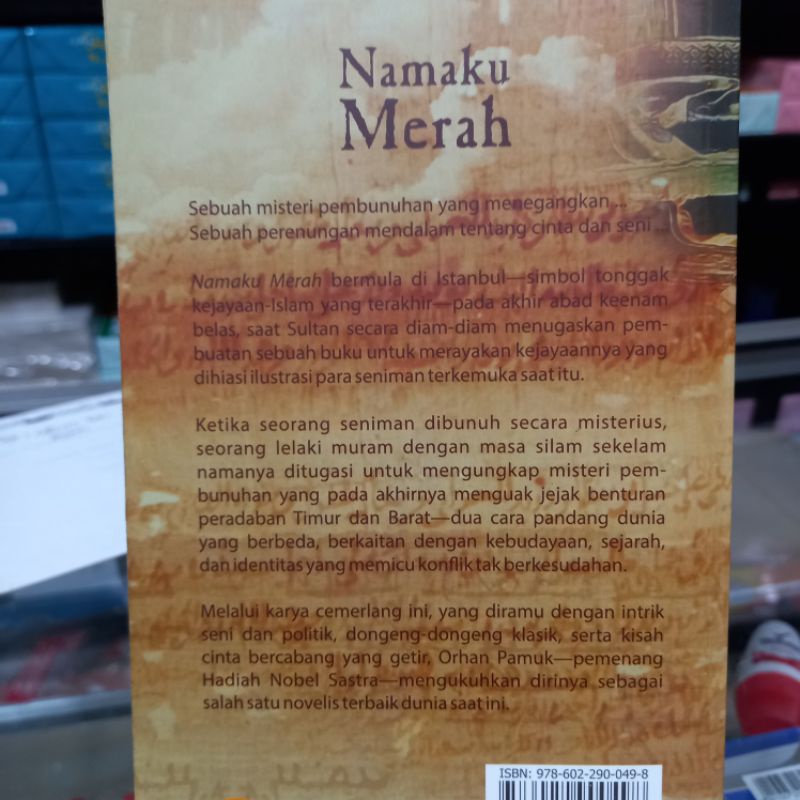 Namaku
Merah
Sebuah misteri pembunuhan yang menegangkan ...
Sebuah perenungan mendalam tentang cinta dan seni ...
Namaku Merah bermula di Istanbul—simbol tonggak
kejayaan-Islam yang terakhir—pada akhir abad keenam
belas, saat Sultan secara diam-diam menugaskan pem-
buatan sebuah buku untuk merayakan kejayaannya yang
dihiasi ilustrasi para seniman terkemuka saat itu.
Ketika seorang seniman dibunuh secara misterius,
seorang lelaki muram dengan masa silam sekelam
namanya ditugasi untuk mengungkap misteri pem-
bunuhan yang pada akhirnya menguak jejak benturan
peradaban Timur dan Barat—dua cara pandang dunia
yang berbeda, berkaitan dengan kebudayaan, sejarah,
dan identitas yang memicu konflik tak berkesudahan.
Melalui karya cemerlang ini, yang diramu dengan intrik
seni dan politik, dongeng-dongeng klasik, serta kisah
cinta bercabang yang getir, Orhan Pamuk—pemenang
Hadiah Nobel Sastra—mengukuhkan dirinya sebagai
salah satu novelis terbaik dunia saat ini.
ISBN: 978-602-290-049-8